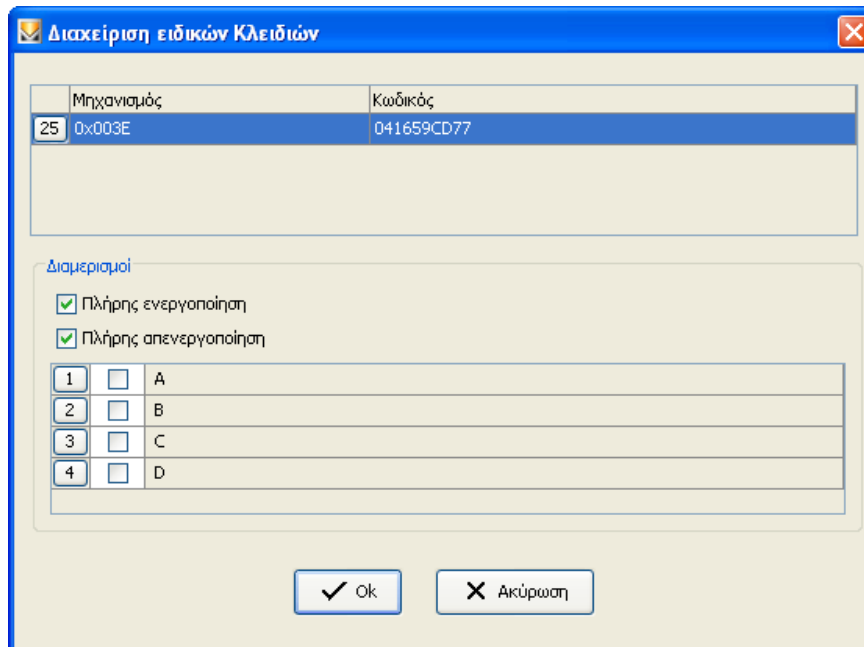 Διαχείριση ειδικών Κλειδιών
Μηχανισμός Κωδικός
25 0x003E 041659CD77
Διαμερισμοί
Πλήρης ενεργοποίηση
Πλήρης απενεργοποίηση
1 A
2 B
3 C
4 D
Ok Ακύρωση